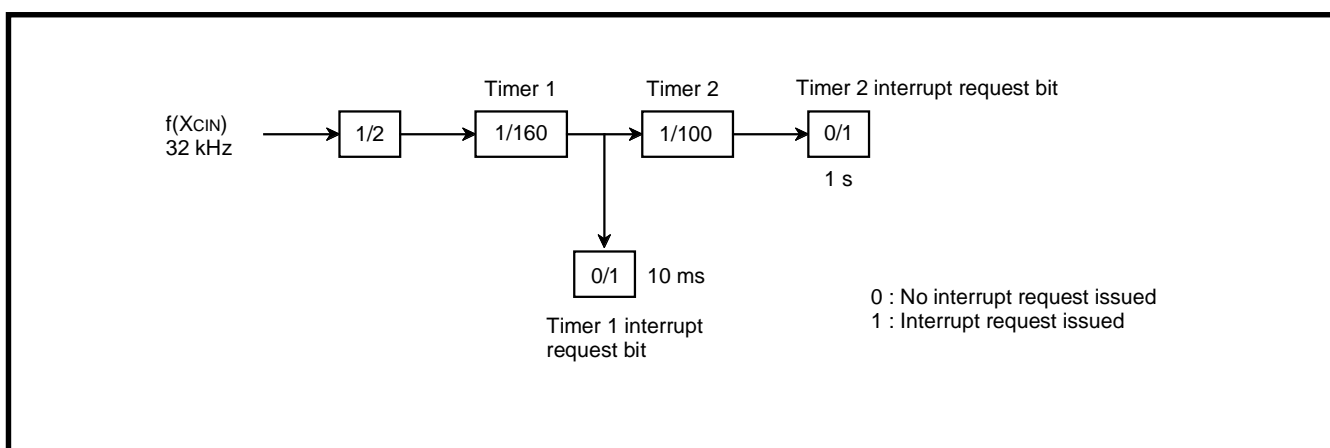 Timer 1
Timer 2
Timer 2 interrupt request bit
f(XCIN)
32 kHz
1/2
1/160
1/100
0/1
1 s
0/1
10 ms
Timer 1 interrupt
request bit
0 : No interrupt request issued
1 : Interrupt request issued